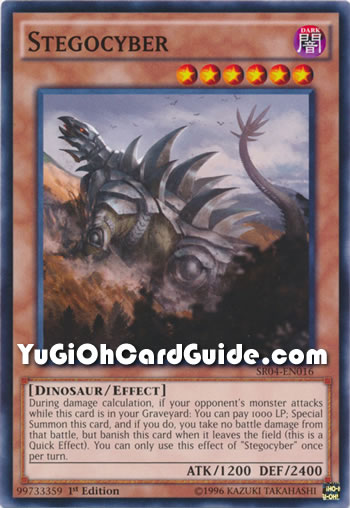 STEGOCYBER
DARK
闇
YuGiOhCardGuide.com
SR04-EN016
[DINOSAUR/EFFECT]
During damage calculation, if your opponent's monster attacks
while this card is in your Graveyard: You can pay 1000 LP; Special
Summon this card, and if you do, you take no battle damage from
that battle, but banish this card when it leaves the field (this is a
Quick Effect). You can only use this effect of "Stegocyber" once
per turn.
ATK/1200 DEF/2400
99733359 1st Edition ©1996 KAZUKI TAKAHASHI